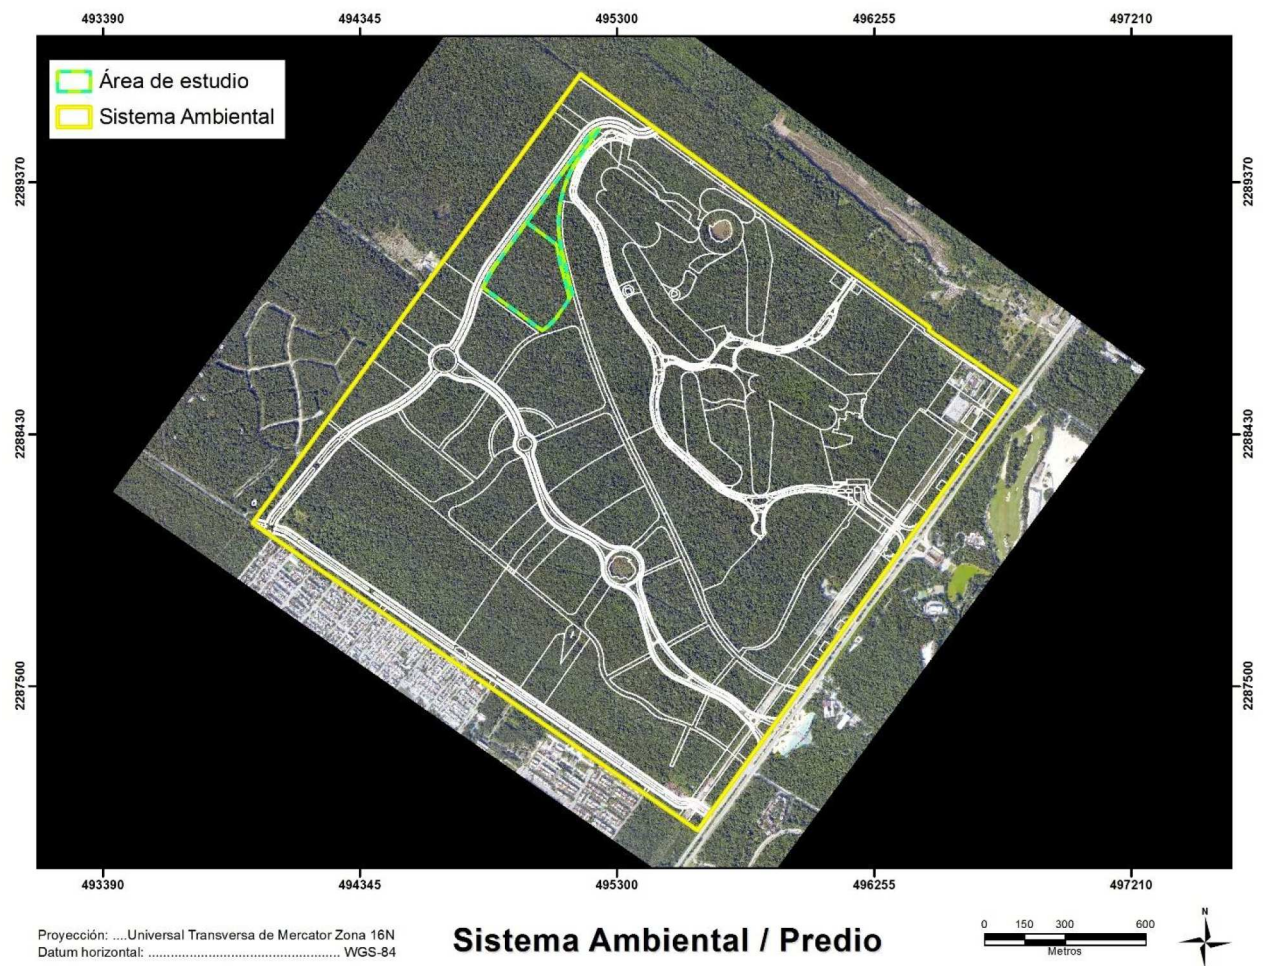 493390 494345 495300 496255 497210
Área de estudio
Sistema Ambiental
2289370 2289370
2288430 2288430
2287500 2287500
493390 494345 495300 496255 497210
Proyección: ....Universal Transversa de Mercator Zona 16N
Datum horizontal: .................................................. WGS-84
Sistema Ambiental / Predio
0 150 300 600
Metros
N